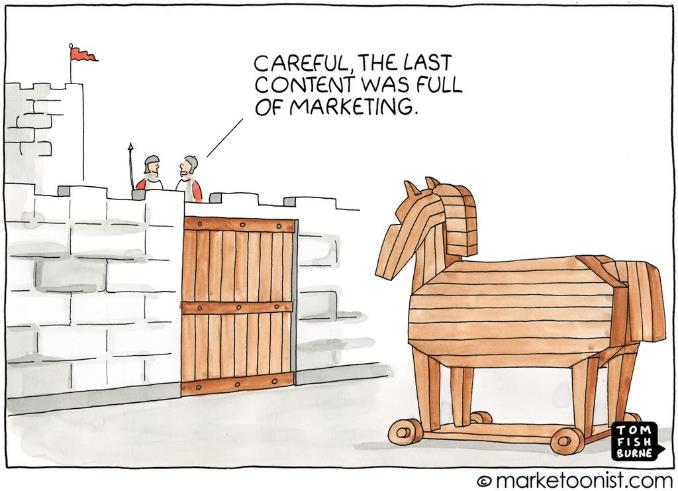 CAREFUL, THE LAST
CONTENT WAS FULL
OF MARKETING.
TOM
FISH
BURNE
© marketoonist.com